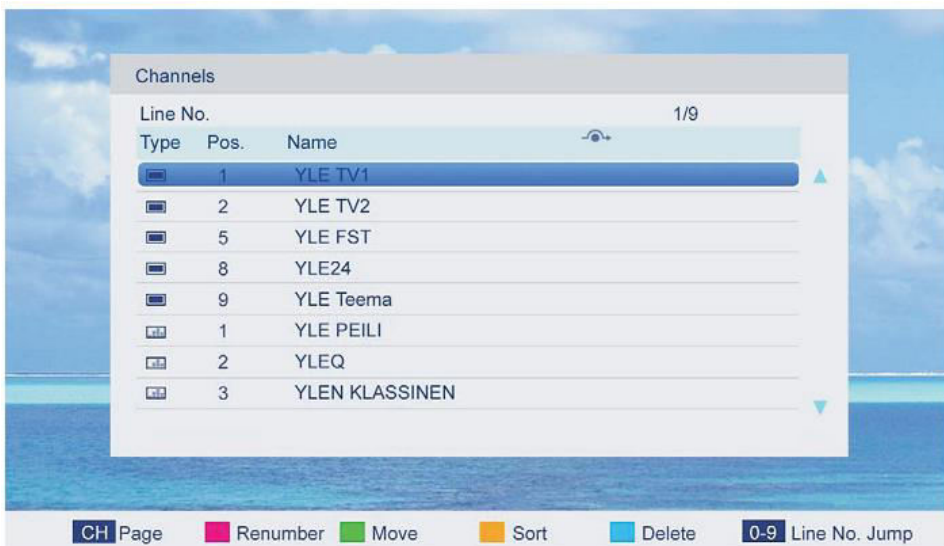 Channels
Line No. 1/9
Type Pos. Name
1 YLE TV1
2 YLE TV2
5 YLE FST
8 YLE24
9 YLE Teema
1 YLE PEILI
2 YLEQ
3 YLEN KLASSINEN
CH Page Renumber Move Sort Delete 0-9 Line No. Jump